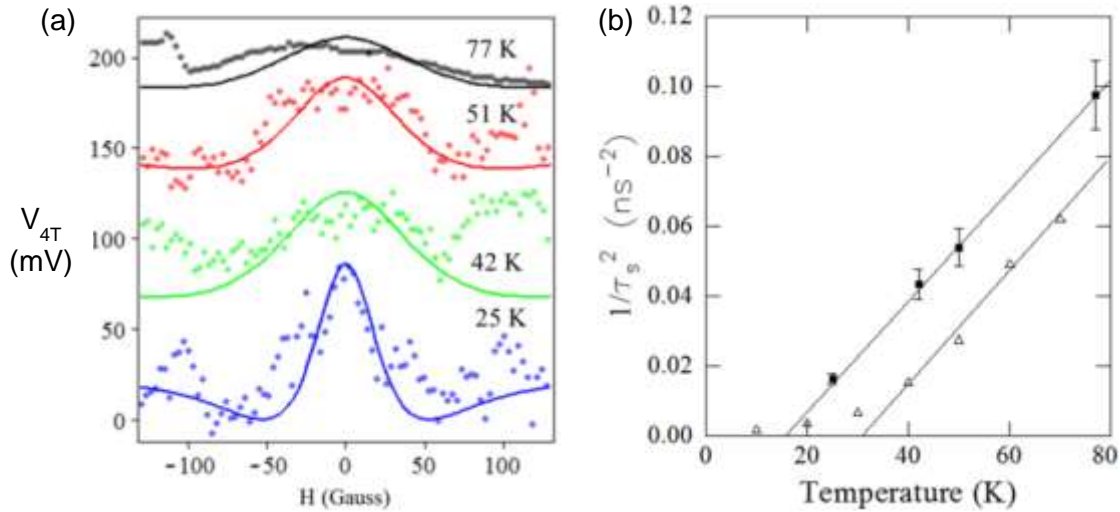 (a)
V4T
(mV)
200
150
100
50
0
77 K
51 K
42 K
25 K
−100
−50
0
50
100
H (Gauss)
(b)
1/τs² (ns⁻²)
0.12
0.10
0.08
0.06
0.04
0.02
0.00
0
20
40
60
80
Temperature (K)